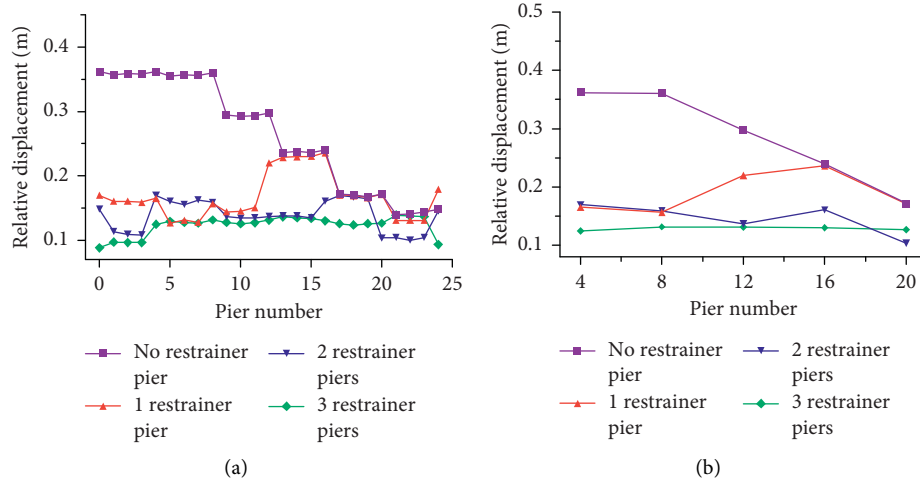 0.4
0.3
0.2
0.1
Relative displacement (m)
0 5 10 15 20 25
Pier number
No restrainer
pier
2 restrainer
piers
1 restrainer
pier
3 restrainer
piers
(a)
0.5
0.4
0.3
0.2
0.1
Relative displacement (m)
4 8 12 16 20
Pier number
No restrainer
pier
2 restrainer
piers
1 restrainer
pier
3 restrainer
piers
(b)